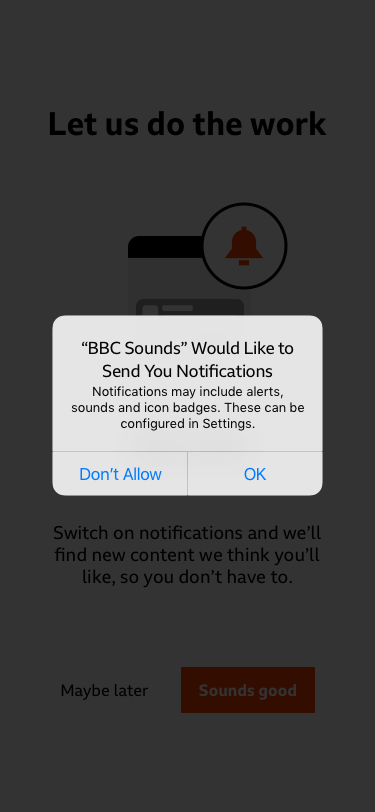 Let us do the work
“BBC Sounds” Would Like to
Send You Notifications
Notifications may include alerts,
sounds and icon badges. These can be
configured in Settings.
Don’t Allow
OK
Switch on notifications and we’ll
find new content we think you’ll
like, so you don’t have to.
Maybe later
Sounds good